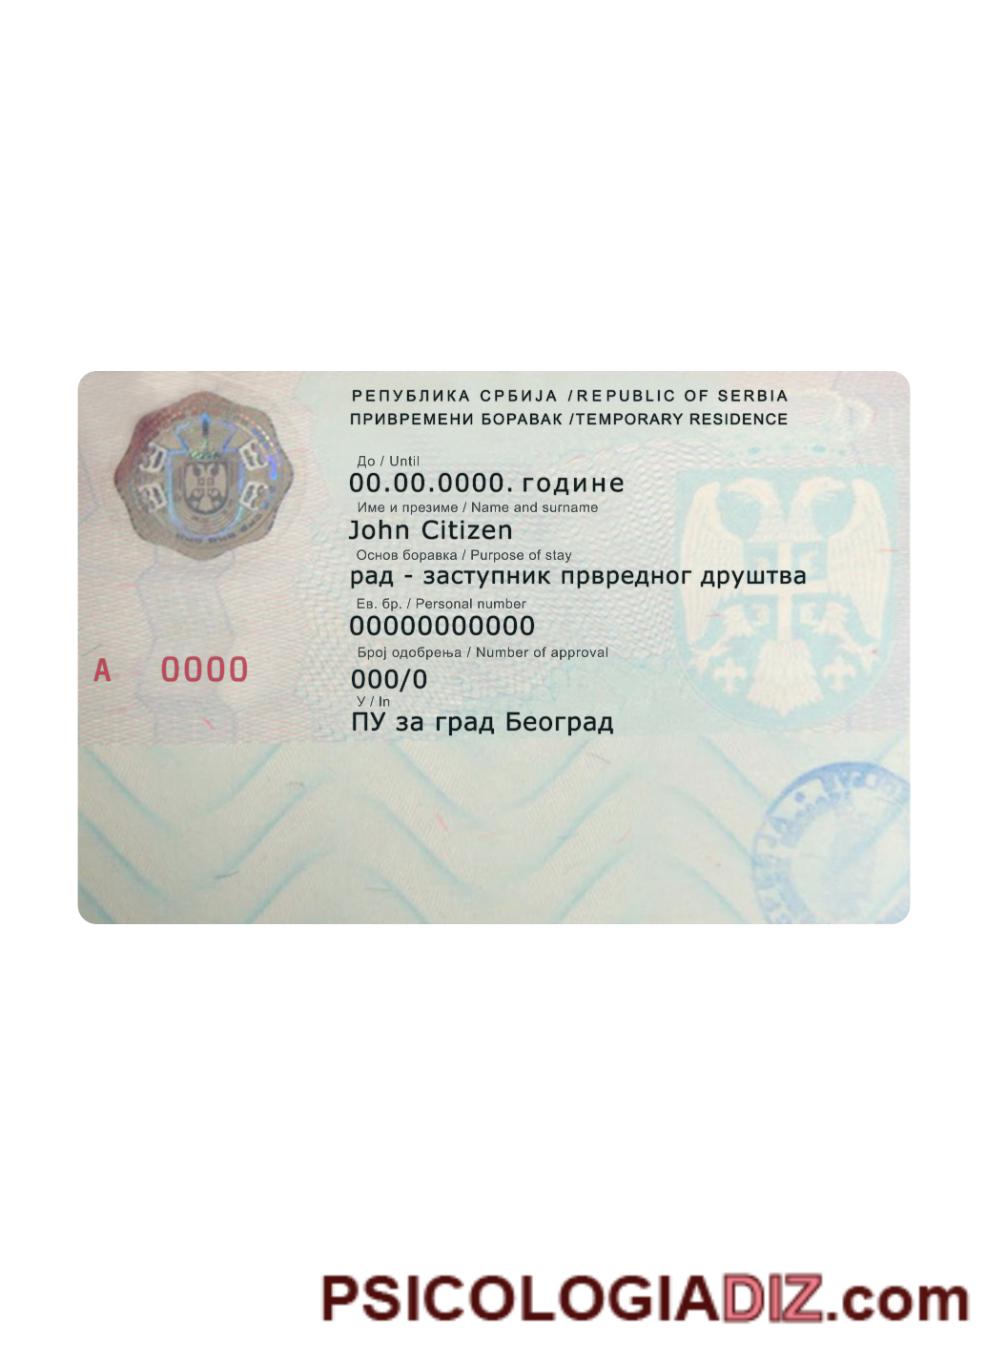 РЕПУБЛИКА СРБИЈА /REPUBLIC OF SERBIA
ПРИВРЕМЕНИ БОРАВАК /TEMPORARY RESIDENCE
До / Until
00.00.0000. године
Име и презиме / Name and surname
John Citizen
Основ боравка / Purpose of stay
рад - заступник првредног друштва
Ев. бр. / Personal number
00000000000
Број одобрења / Number of approval
000/0
У / In
ПУ за град Београд
A 0000
PSICOLOGIADIZ.com